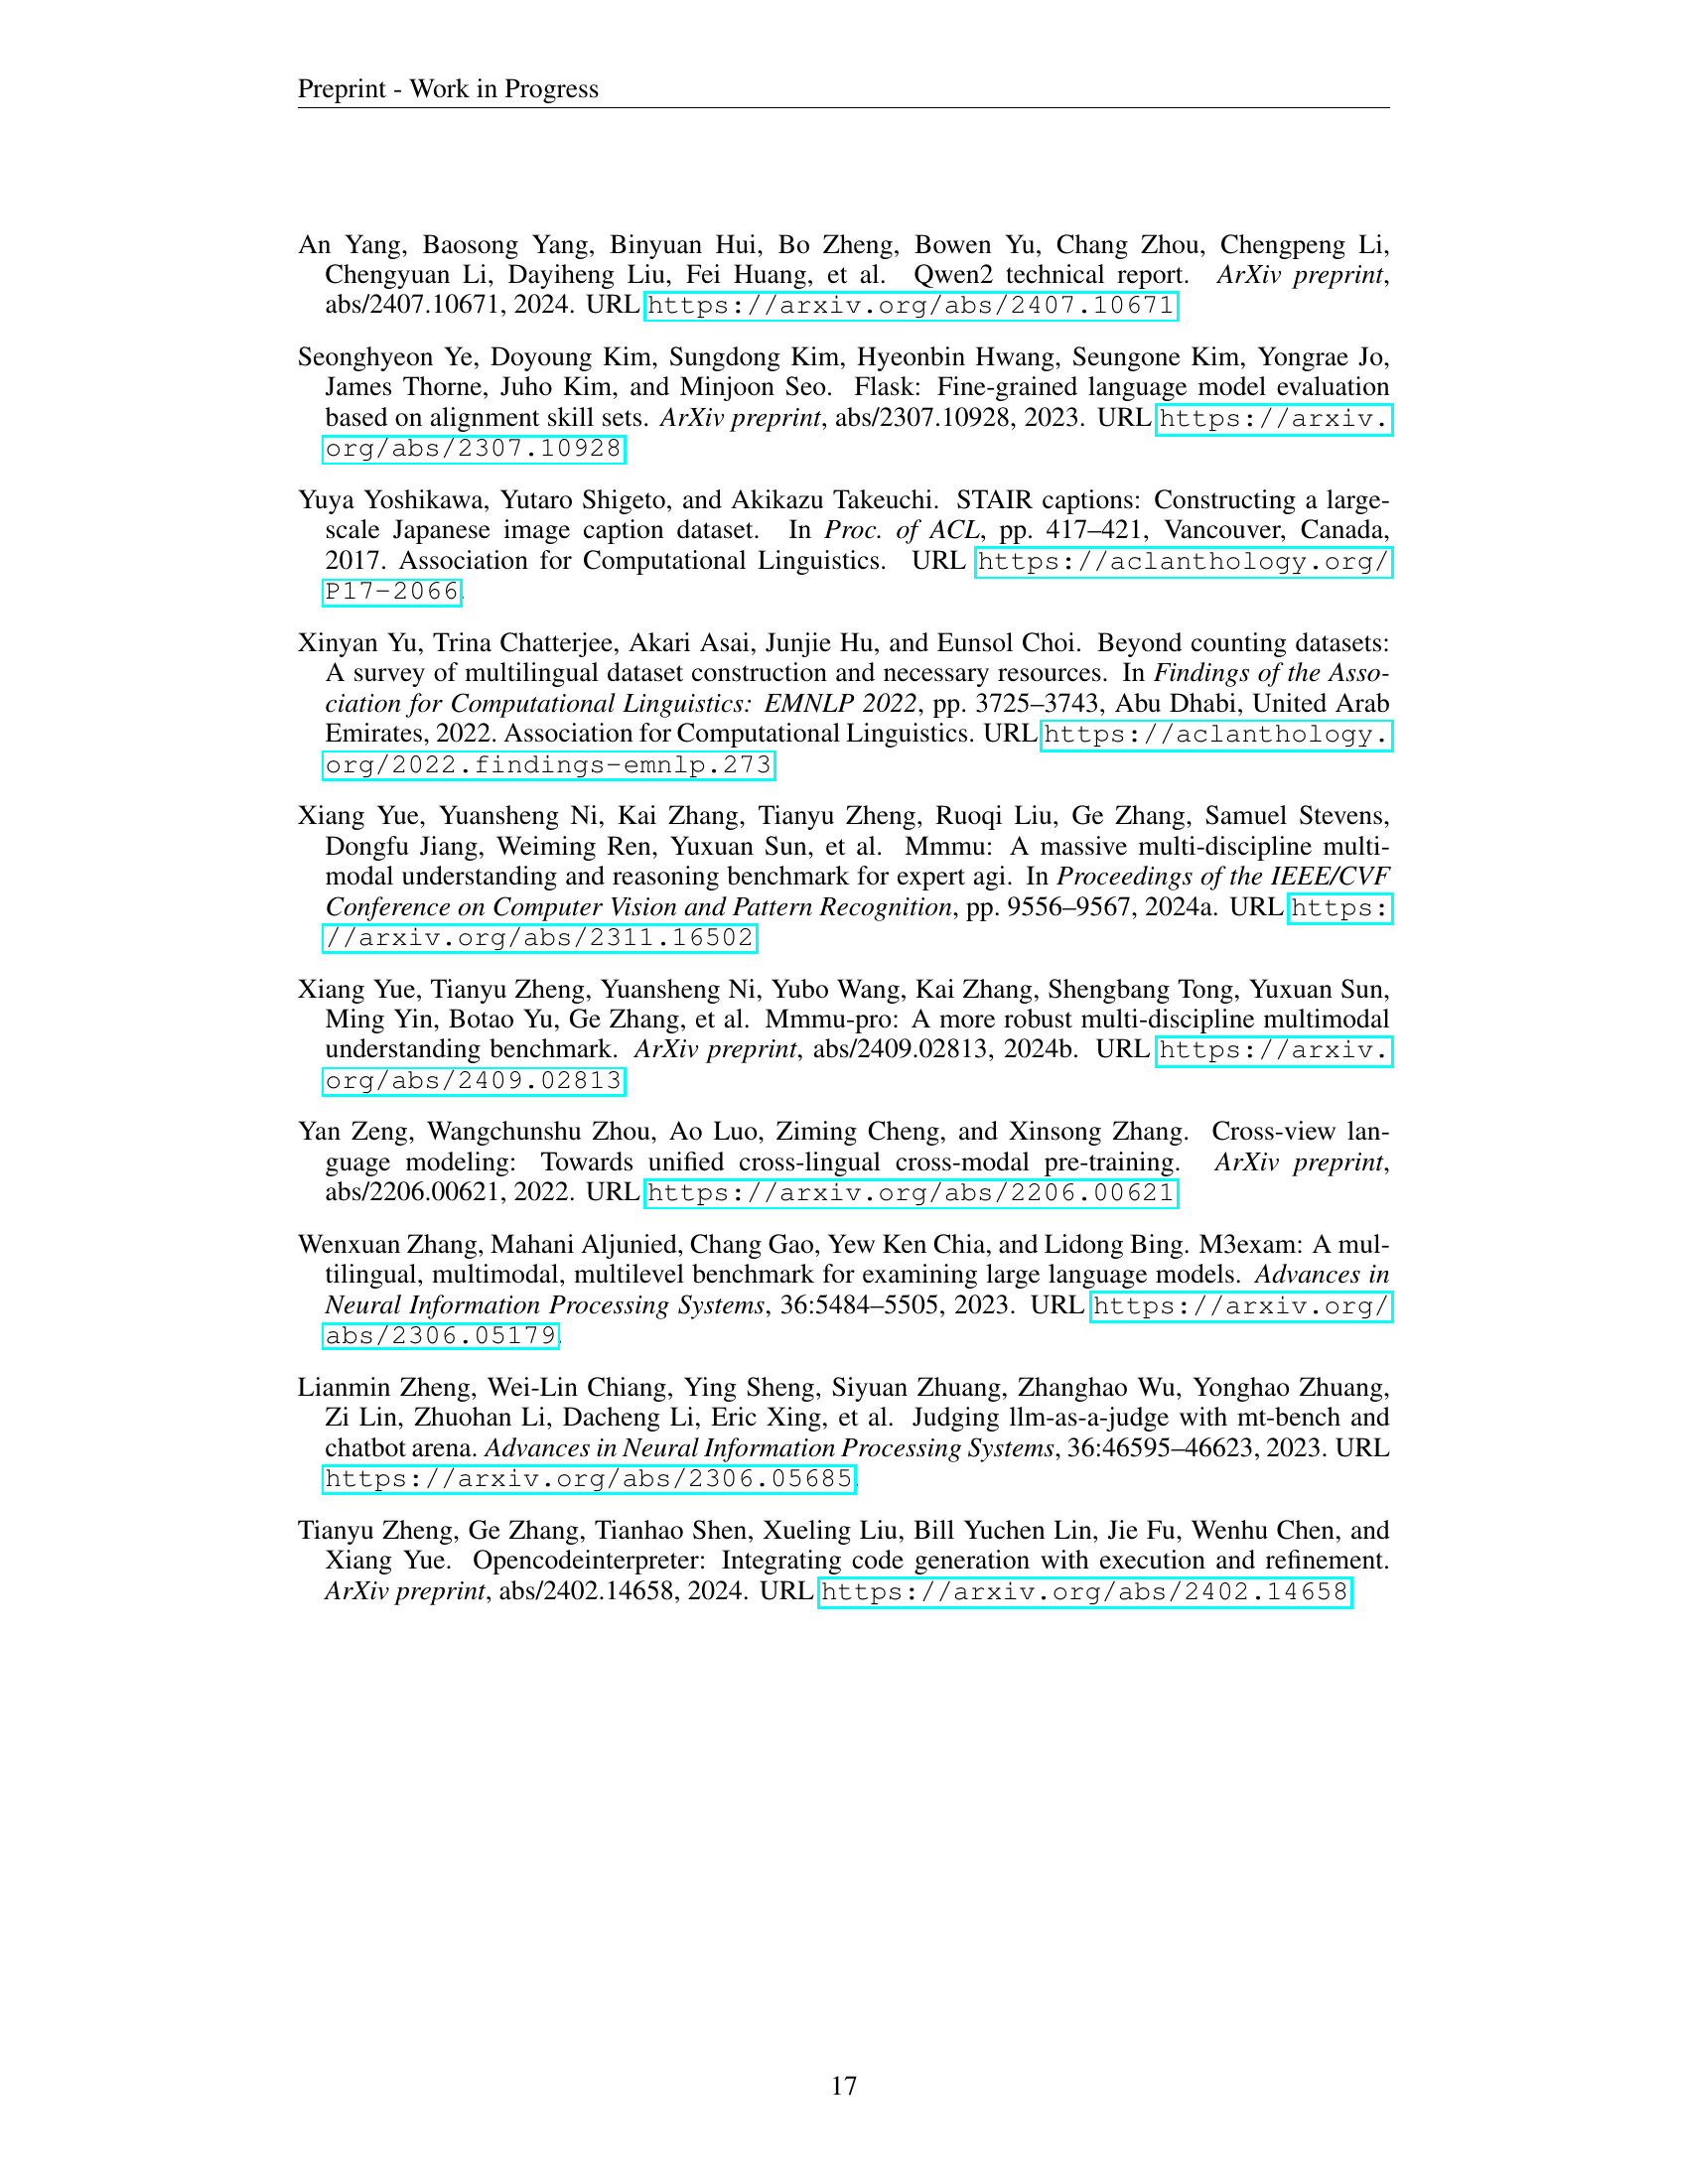 Preprint - Work in Progress
An Yang, Baosong Yang, Binyuan Hui, Bo Zheng, Bowen Yu, Chang Zhou, Chengpeng Li,
Chengyuan Li, Dayiheng Liu, Fei Huang, et al. Qwen2 technical report. ArXiv preprint,
abs/2407.10671, 2024. URL https://arxiv.org/abs/2407.10671
Seonghyeon Ye, Doyoung Kim, Sungdong Kim, Hyeonbin Hwang, Seungone Kim, Yongrae Jo,
James Thorne, Juho Kim, and Minjoon Seo. Flask: Fine-grained language model evaluation
based on alignment skill sets. ArXiv preprint, abs/2307.10928, 2023. URL https://arxiv.
org/abs/2307.10928
Yuya Yoshikawa, Yutaro Shigeto, and Akikazu Takeuchi. STAIR captions: Constructing a large-
scale Japanese image caption dataset. In Proc. of ACL, pp. 417–421, Vancouver, Canada,
2017. Association for Computational Linguistics. URL https://aclanthology.org/
P17-2066.
Xinyan Yu, Trina Chatterjee, Akari Asai, Junjie Hu, and Eunsol Choi. Beyond counting datasets:
A survey of multilingual dataset construction and necessary resources. In Findings of the Asso-
ciation for Computational Linguistics: EMNLP 2022, pp. 3725–3743, Abu Dhabi, United Arab
Emirates, 2022. Association for Computational Linguistics. URL https://aclanthology.
org/2022.findings-emnlp.273
Xiang Yue, Yuansheng Ni, Kai Zhang, Tianyu Zheng, Ruoqi Liu, Ge Zhang, Samuel Stevens,
Dongfu Jiang, Weiming Ren, Yuxuan Sun, et al. Mmmu: A massive multi-discipline multi-
modal understanding and reasoning benchmark for expert agi. In Proceedings of the IEEE/CVF
Conference on Computer Vision and Pattern Recognition, pp. 9556–9567, 2024a. URL https:
//arxiv.org/abs/2311.16502
Xiang Yue, Tianyu Zheng, Yuansheng Ni, Yubo Wang, Kai Zhang, Shengbang Tong, Yuxuan Sun,
Ming Yin, Botao Yu, Ge Zhang, et al. Mmmu-pro: A more robust multi-discipline multimodal
understanding benchmark. ArXiv preprint, abs/2409.02813, 2024b. URL https://arxiv.
org/abs/2409.02813
Yan Zeng, Wangchunshu Zhou, Ao Luo, Ziming Cheng, and Xinsong Zhang. Cross-view lan-
guage modeling: Towards unified cross-lingual cross-modal pre-training. ArXiv preprint,
abs/2206.00621, 2022. URL https://arxiv.org/abs/2206.00621
Wenxuan Zhang, Mahani Aljunied, Chang Gao, Yew Ken Chia, and Lidong Bing. M3exam: A mul-
tilingual, multimodal, multilevel benchmark for examining large language models. Advances in
Neural Information Processing Systems, 36:5484–5505, 2023. URL https://arxiv.org/
abs/2306.05179.
Lianmin Zheng, Wei-Lin Chiang, Ying Sheng, Siyuan Zhuang, Zhanghao Wu, Yonghao Zhuang,
Zi Lin, Zhuohan Li, Dacheng Li, Eric Xing, et al. Judging llm-as-a-judge with mt-bench and
chatbot arena. Advances in Neural Information Processing Systems, 36:46595–46623, 2023. URL
https://arxiv.org/abs/2306.05685.
Tianyu Zheng, Ge Zhang, Tianhao Shen, Xueling Liu, Bill Yuchen Lin, Jie Fu, Wenhu Chen, and
Xiang Yue. Opencodeinterpreter: Integrating code generation with execution and refinement.
ArXiv preprint, abs/2402.14658, 2024. URL https://arxiv.org/abs/2402.14658
17